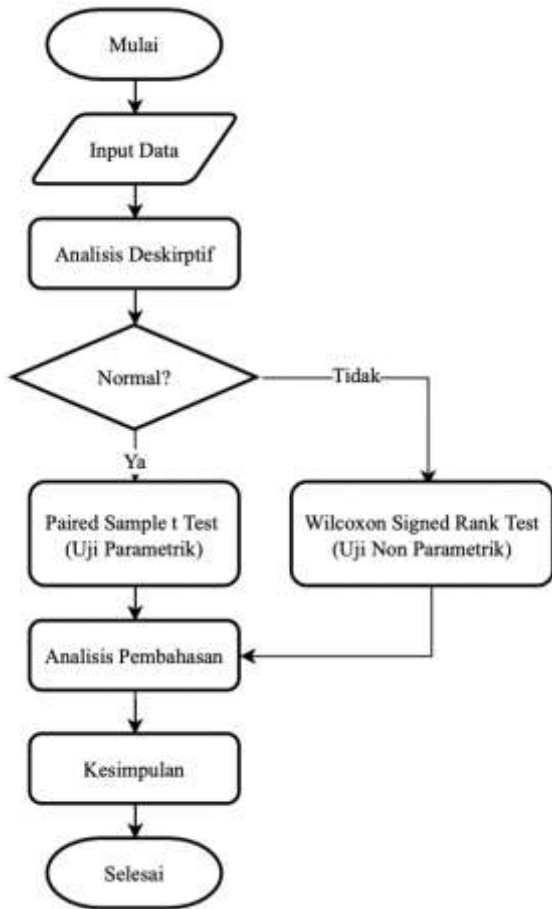 Mulai
Input Data
Analisis Deskirptif
Normal?
Tidak
Ya
Paired Sample t Test
(Uji Parametrik)
Wilcoxon Signed Rank Test
(Uji Non Parametrik)
Analisis Pembahasan
Kesimpulan
Selesai